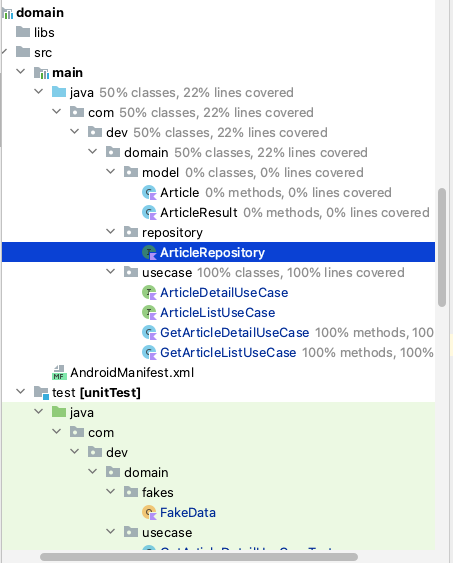 domain
libs
src
main
java 50% classes, 22% lines covered
com 50% classes, 22% lines covered
dev 50% classes, 22% lines covered
domain 50% classes, 22% lines covered
model 0% classes, 0% lines covered
Article 0% methods, 0% lines covered
ArticleResult 0% methods, 0% lines covered
repository
ArticleRepository
usecase 100% classes, 100% lines covered
ArticleDetailUseCase
ArticleListUseCase
GetArticleDetailUseCase 100% methods, 100
GetArticleListUseCase 100% methods, 100%
AndroidManifest.xml
test [unitTest]
java
com
dev
domain
fakes
FakeData
usecase